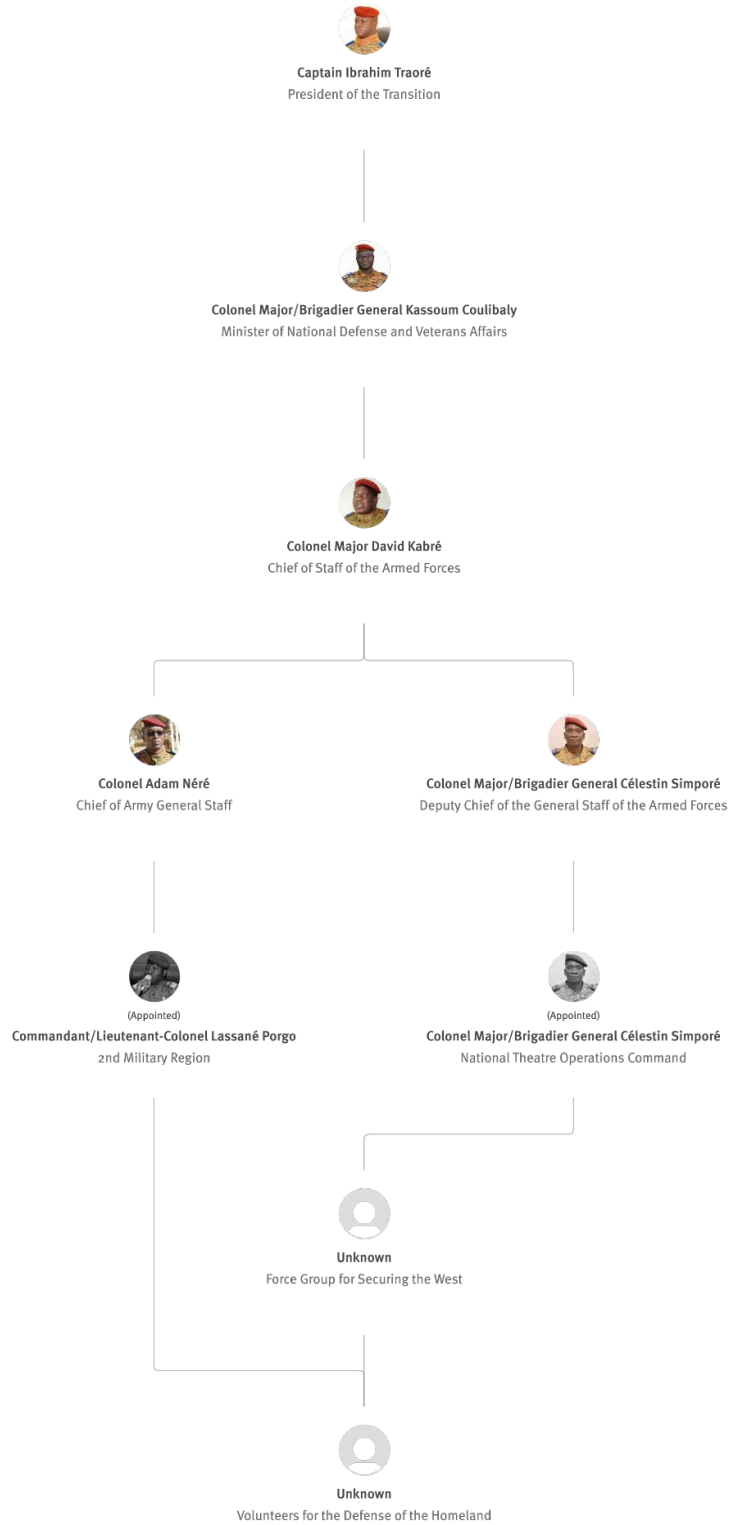 Captain Ibrahim Traoré
President of the Transition
Colonel Major/Brigadier General Kassoum Coulibaly
Minister of National Defense and Veterans Affairs
Colonel Major David Kabré
Chief of Staff of the Armed Forces
Colonel Adam Néré
Chief of Army General Staff
Colonel Major/Brigadier General Célestin Simporé
Deputy Chief of the General Staff of the Armed Forces
(Appointed)
Commandant/Lieutenant-Colonel Lassané Porgo
2nd Military Region
(Appointed)
Colonel Major/Brigadier General Célestin Simporé
National Theatre Operations Command
Unknown
Force Group for Securing the West
Unknown
Volunteers for the Defense of the Homeland